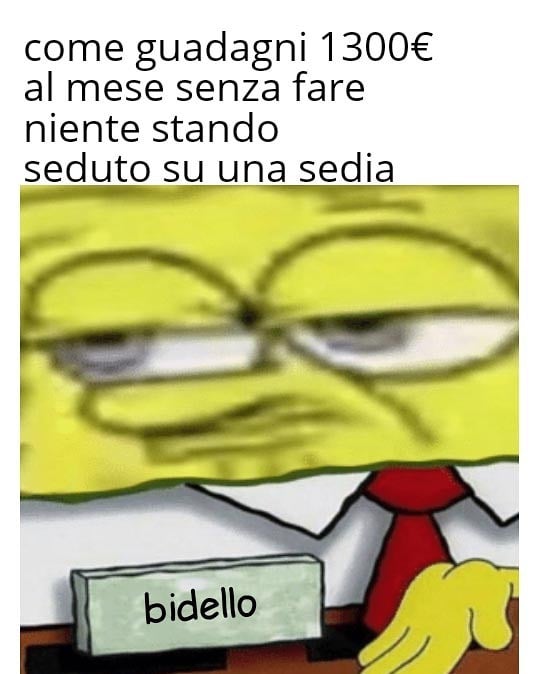 come guadagni 1300€
al mese senza fare
niente stando
seduto su una sedia
bidello